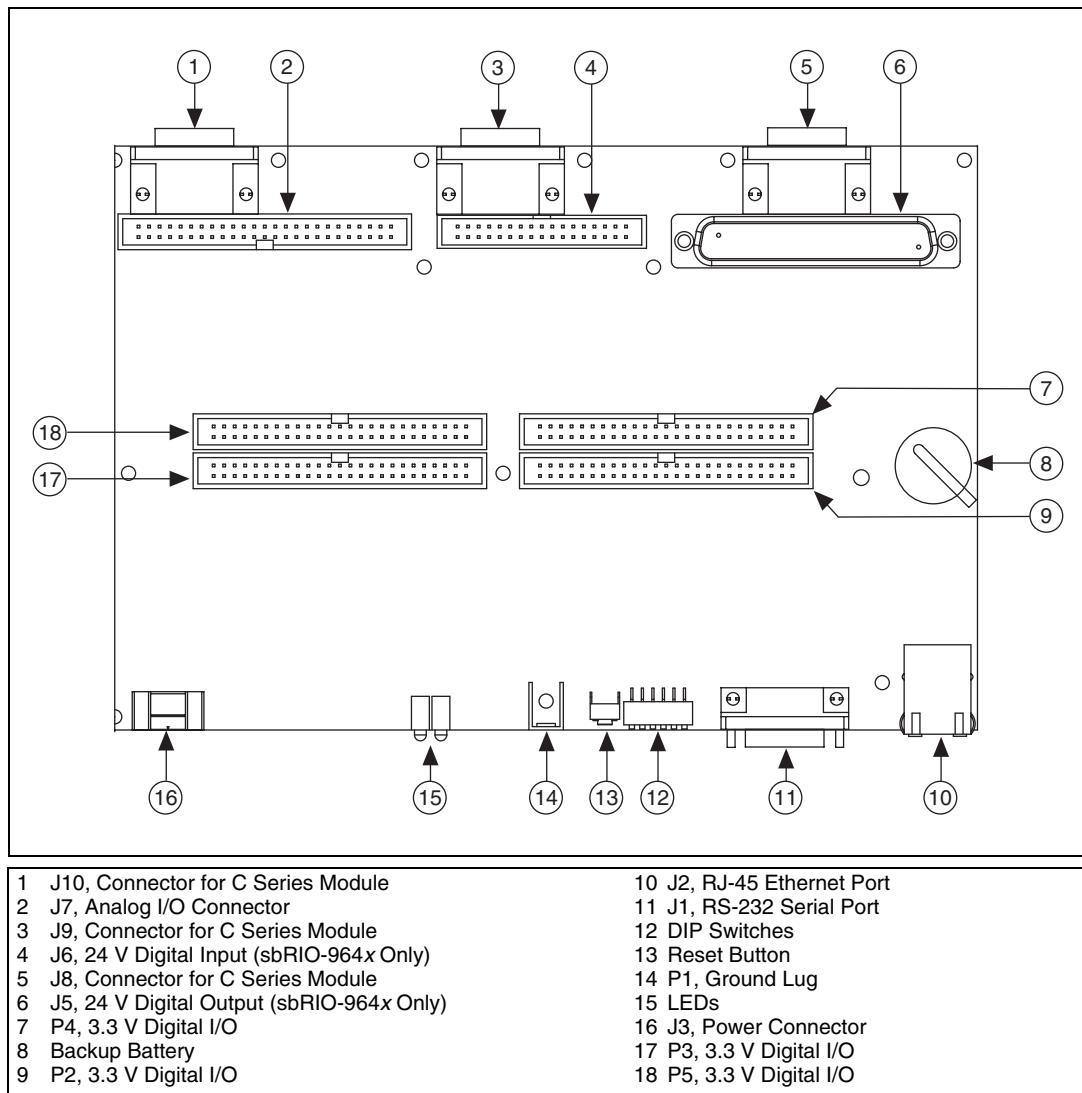 1
2
3
4
5
6
7
18
8
17
9
16
15
14
13
12
11
10
1 J10, Connector for C Series Module
2 J7, Analog I/O Connector
3 J9, Connector for C Series Module
4 J6, 24 V Digital Input (sbRIO-964x Only)
5 J8, Connector for C Series Module
6 J5, 24 V Digital Output (sbRIO-964x Only)
7 P4, 3.3 V Digital I/O
8 Backup Battery
9 P2, 3.3 V Digital I/O
10 J2, RJ-45 Ethernet Port
11 J1, RS-232 Serial Port
12 DIP Switches
13 Reset Button
14 P1, Ground Lug
15 LEDs
16 J3, Power Connector
17 P3, 3.3 V Digital I/O
18 P5, 3.3 V Digital I/O